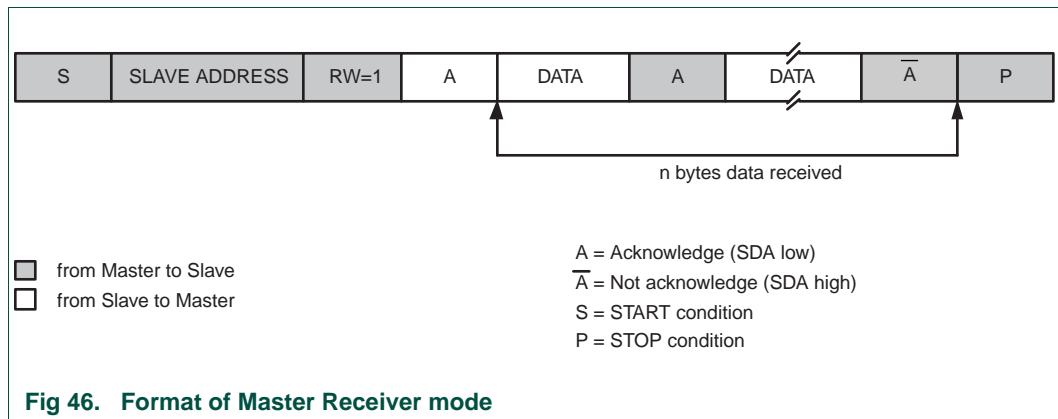 S SLAVE ADDRESS RW=1 A DATA A DATA A̅ P
n bytes data received
from Master to Slave
from Slave to Master
A = Acknowledge (SDA low)
A̅ = Not acknowledge (SDA high)
S = START condition
P = STOP condition
Fig 46. Format of Master Receiver mode